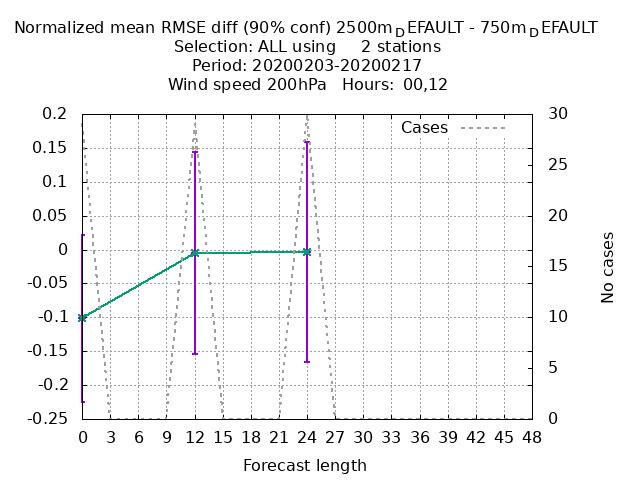 Normalized mean RMSE diff (90% conf) 2500m_DEFAULT - 750m_DEFAULT
Selection: ALL using 2 stations
Period: 20200203-20200217
Wind speed 200hPa Hours: 00,12
Cases
0.2
0.15
0.1
0.05
0
-0.05
-0.1
-0.15
-0.2
-0.25
30
25
20
15
10
5
0
No cases
0 3 6 9 12 15 18 21 24 27 30 33 36 39 42 45 48
Forecast length